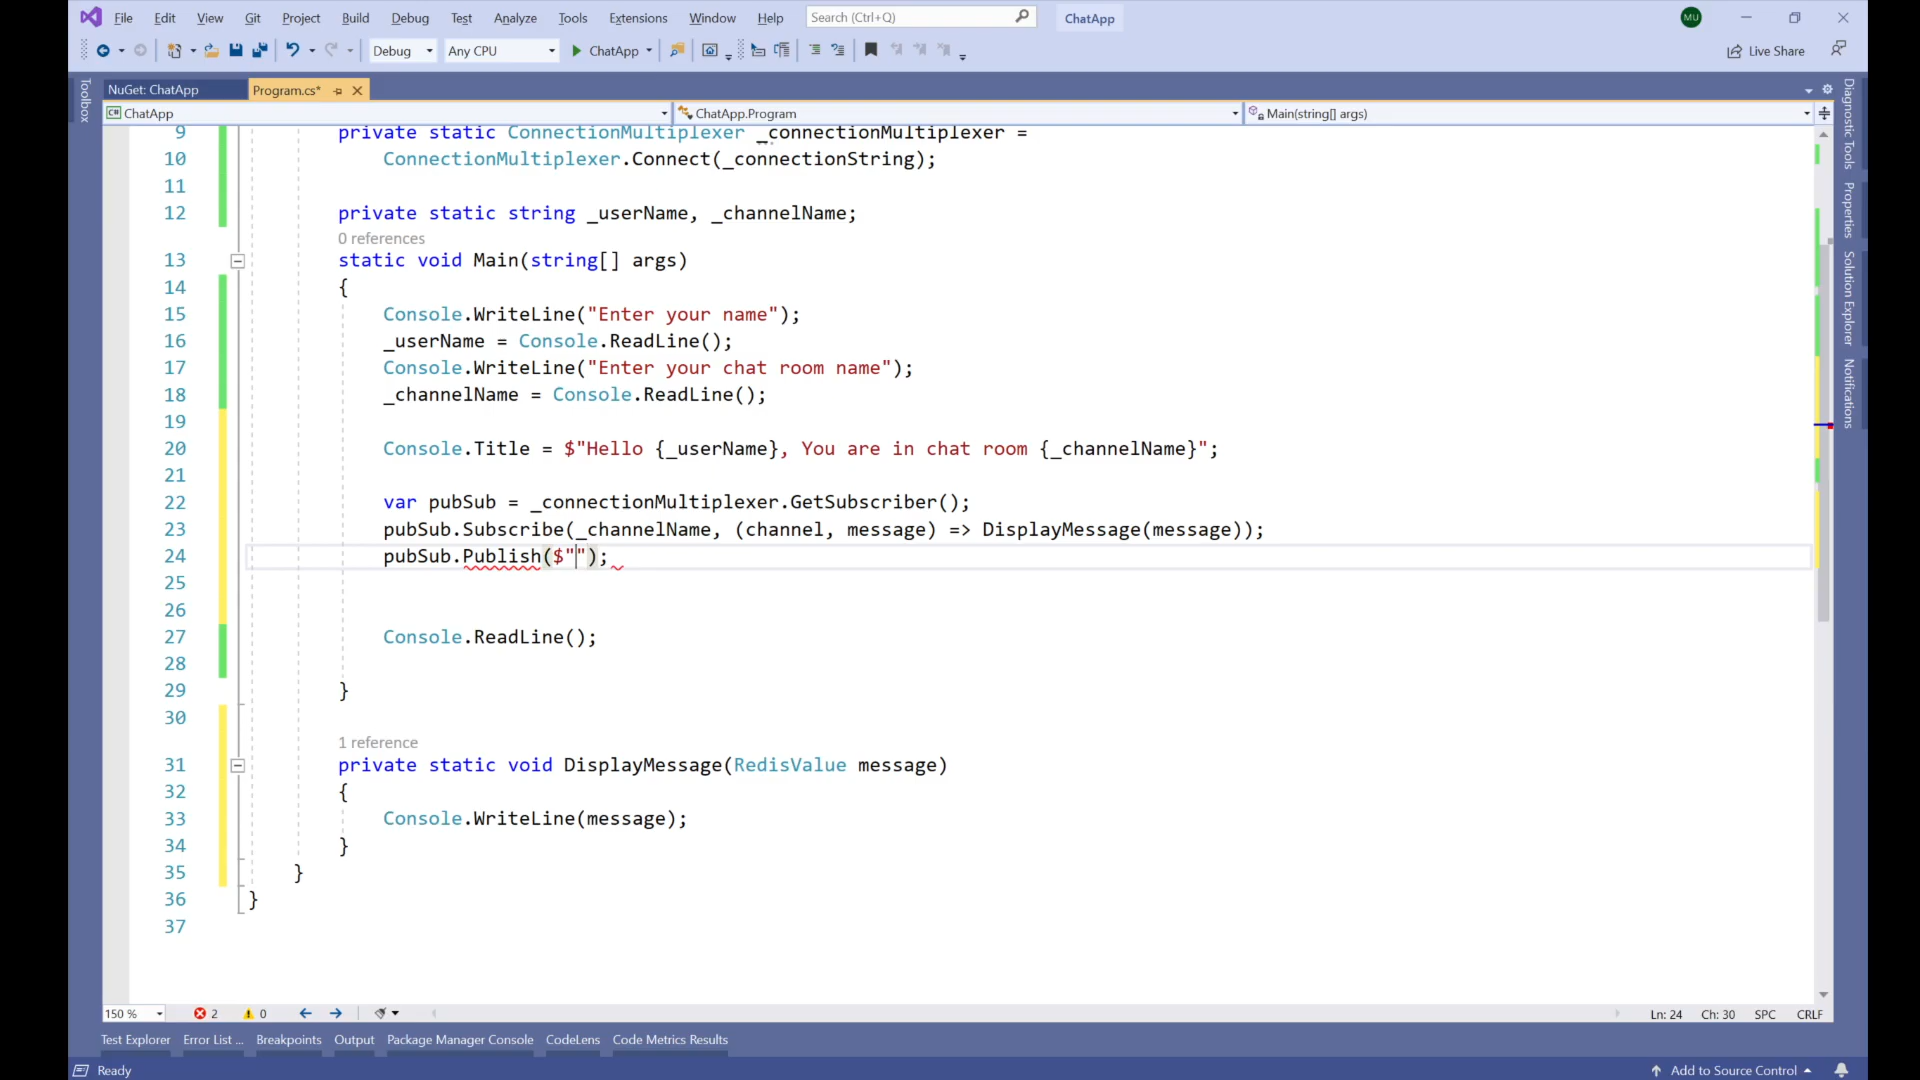 File Edit View Git Project Build Debug Test Analyze Tools Extensions Window Help Search (Ctrl+Q) ChatApp MU
Debug Any CPU ChatApp Live Share
Toolbox
NuGet: ChatApp Program.cs*
C# ChatApp ChatApp.Program Main(string[] args)
9 private static ConnectionMultiplexer _connectionMultiplexer =
10 ConnectionMultiplexer.Connect(_connectionString);
11
12 private static string _userName, _channelName;
0 references
13 static void Main(string[] args)
14 {
15 Console.WriteLine("Enter your name");
16 _userName = Console.ReadLine();
17 Console.WriteLine("Enter your chat room name");
18 _channelName = Console.ReadLine();
19
20 Console.Title = $"Hello {_userName}, You are in chat room {_channelName}";
21
22 var pubSub = _connectionMultiplexer.GetSubscriber();
23 pubSub.Subscribe(_channelName, (channel, message) => DisplayMessage(message));
24 pubSub.Publish($"");
25
26
27 Console.ReadLine();
28
29 }
30
1 reference
31 private static void DisplayMessage(RedisValue message)
32 {
33 Console.WriteLine(message);
34 }
35 }
36 }
37
Diagnostic Tools
Properties
Solution Explorer
Notifications
150 % 2 0 Ln: 24 Ch: 30 SPC CRLF
Test Explorer Error List ... Breakpoints Output Package Manager Console CodeLens Code Metrics Results
Ready Add to Source Control